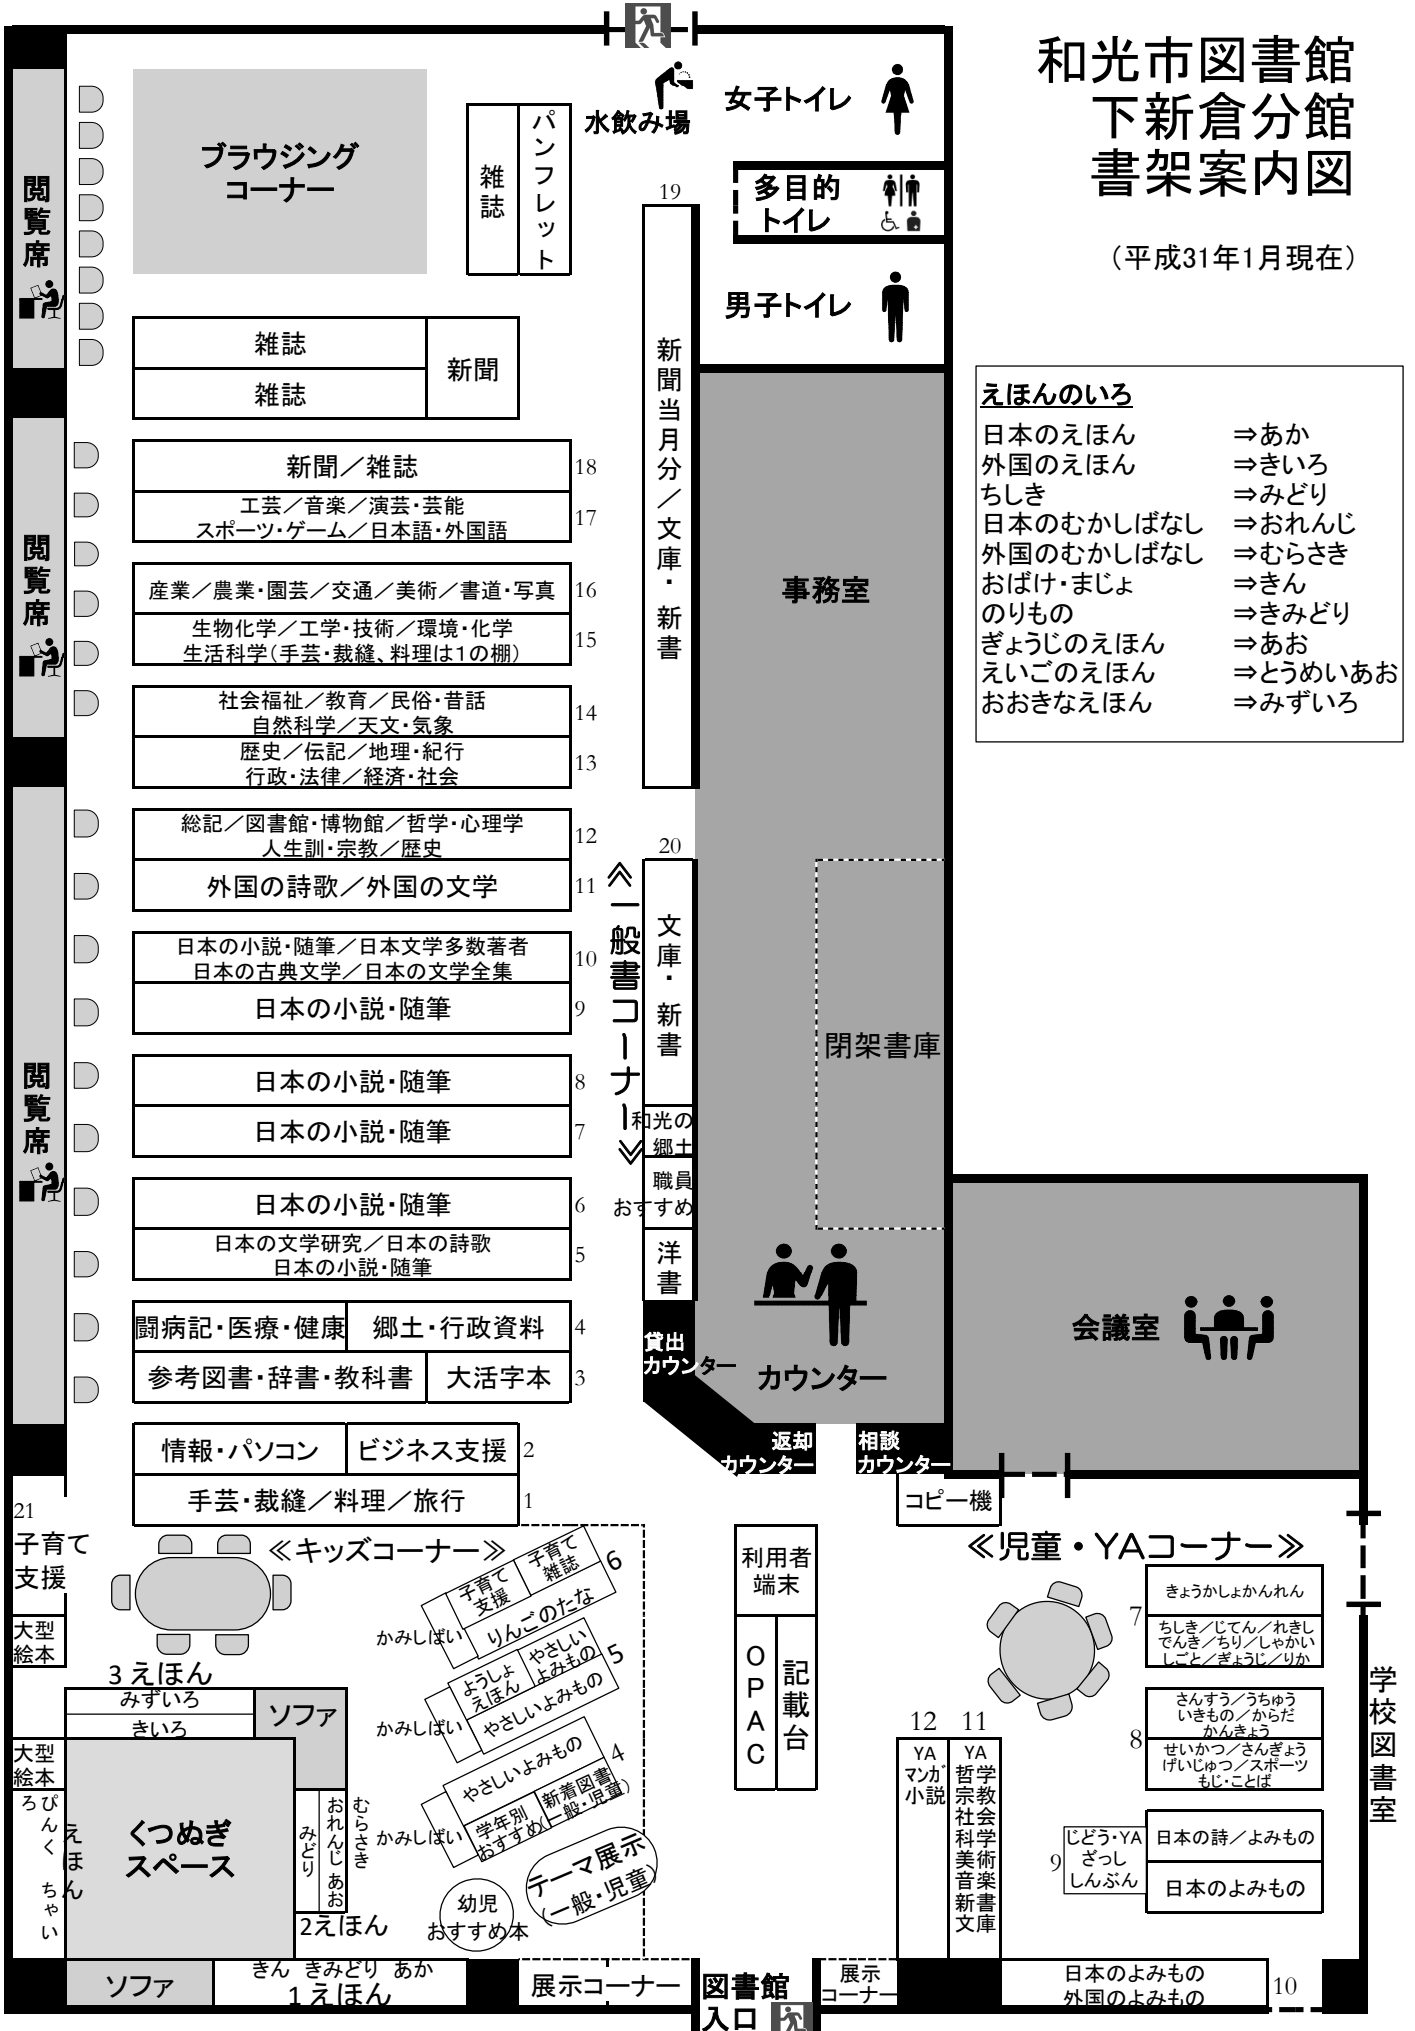 和光市図書館
下新倉分館
書架案内図
（平成31年1月現在）
水飲み場
女子トイレ
多目的
トイレ
男子トイレ
ブラウジング
コーナー
雑誌
パンフレット
閲覧席
雑誌
雑誌
新聞
19
新聞当月分／文庫・新書
えほんのいろ
日本のえほん ⇒あか
外国のえほん ⇒きいろ
ちしき ⇒みどり
日本のむかしばなし ⇒おれんじ
外国のむかしばなし ⇒むらさき
おばけ・まじょ ⇒きん
のりもの ⇒きみどり
ぎょうじのえほん ⇒あお
えいごのえほん ⇒とうめいあお
おおきなえほん ⇒みずいろ
新聞／雑誌 18
工芸／音楽／演芸・芸能
スポーツ・ゲーム／日本語・外国語 17
閲覧席
産業／農業・園芸／交通／美術／書道・写真 16
生物化学／工学・技術／環境・化学
生活科学（手芸・裁縫、料理は１の棚） 15
事務室
社会福祉／教育／民俗・昔話
自然科学／天文・気象 14
歴史／伝記／地理・紀行
行政・法律／経済・社会 13
総記／図書館・博物館／哲学・心理学
人生訓・宗教／歴史 12
外国の詩歌／外国の文学 11
日本の小説・随筆／日本文学多数著者
日本の古典文学／日本の文学全集 10
日本の小説・随筆 9
閲覧席
日本の小説・随筆 8
日本の小説・随筆 7
日本の小説・随筆 6
日本の文学研究／日本の詩歌
日本の小説・随筆 5
闘病記・医療・健康 郷土・行政資料 4
参考図書・辞書・教科書 大活字本 3
情報・パソコン ビジネス支援 2
手芸・裁縫／料理／旅行 1
≪一般書コーナー≫
20
文庫・新書
和光の
郷土
職員
おすすめ
洋書
閉架書庫
貸出
カウンター
カウンター
返却
カウンター
相談
カウンター
会議室
コピー機
21
子育て
支援
大型
絵本
≪キッズコーナー≫
子育て
支援
子育て
雑誌
6
かみしばい
りんごのたな
ようしょ
えほん
やさしい
よみもの
5
かみしばい
やさしいよみもの
やさしいよみもの
4
かみしばい
学年別
おすすめ
新着図書
（一般・児童）
テーマ展示
（一般・児童）
幼児
おすすめ本
3 えほん
みずいろ
きいろ
ソファ
大型
絵本
ぴんく
ちゃいろ
えほん
くつぬぎ
スペース
みどり
おれんじ あお
むらさき
2えほん
ソファ
きん きみどり あか
1 えほん
展示コーナー
図書館
入口
展示
コーナー
利用者
端末
OPAC
記載台
≪児童・YAコーナー≫
7
きょうかしょかんれん
ちしき／じてん／れきし
でんき／ちり／しゃかい
しごと／ぎょうじ／りか
8
さんすう／うちゅう
いきもの／からだ
かんきょう
せいかつ／さんぎょう
げいじゅつ／スポーツ
もじ・ことば
9
じどう・YA
ざっし
しんぶん
日本の詩／よみもの
日本のよみもの
12
YA
マンガ
小説
11
YA
哲学
宗教
社会
科学
美術
音楽
新書
文庫
日本のよみもの
外国のよみもの
10
学校図書室